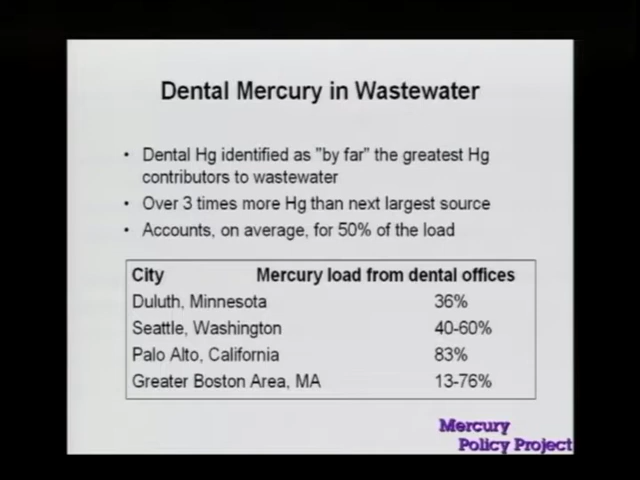 Dental Mercury in Wastewater
• Dental Hg identified as "by far" the greatest Hg
contributors to wastewater
• Over 3 times more Hg than next largest source
• Accounts, on average, for 50% of the load
City Mercury load from dental offices
Duluth, Minnesota 36%
Seattle, Washington 40-60%
Palo Alto, California 83%
Greater Boston Area, MA 13-76%
Mercury
Policy Project